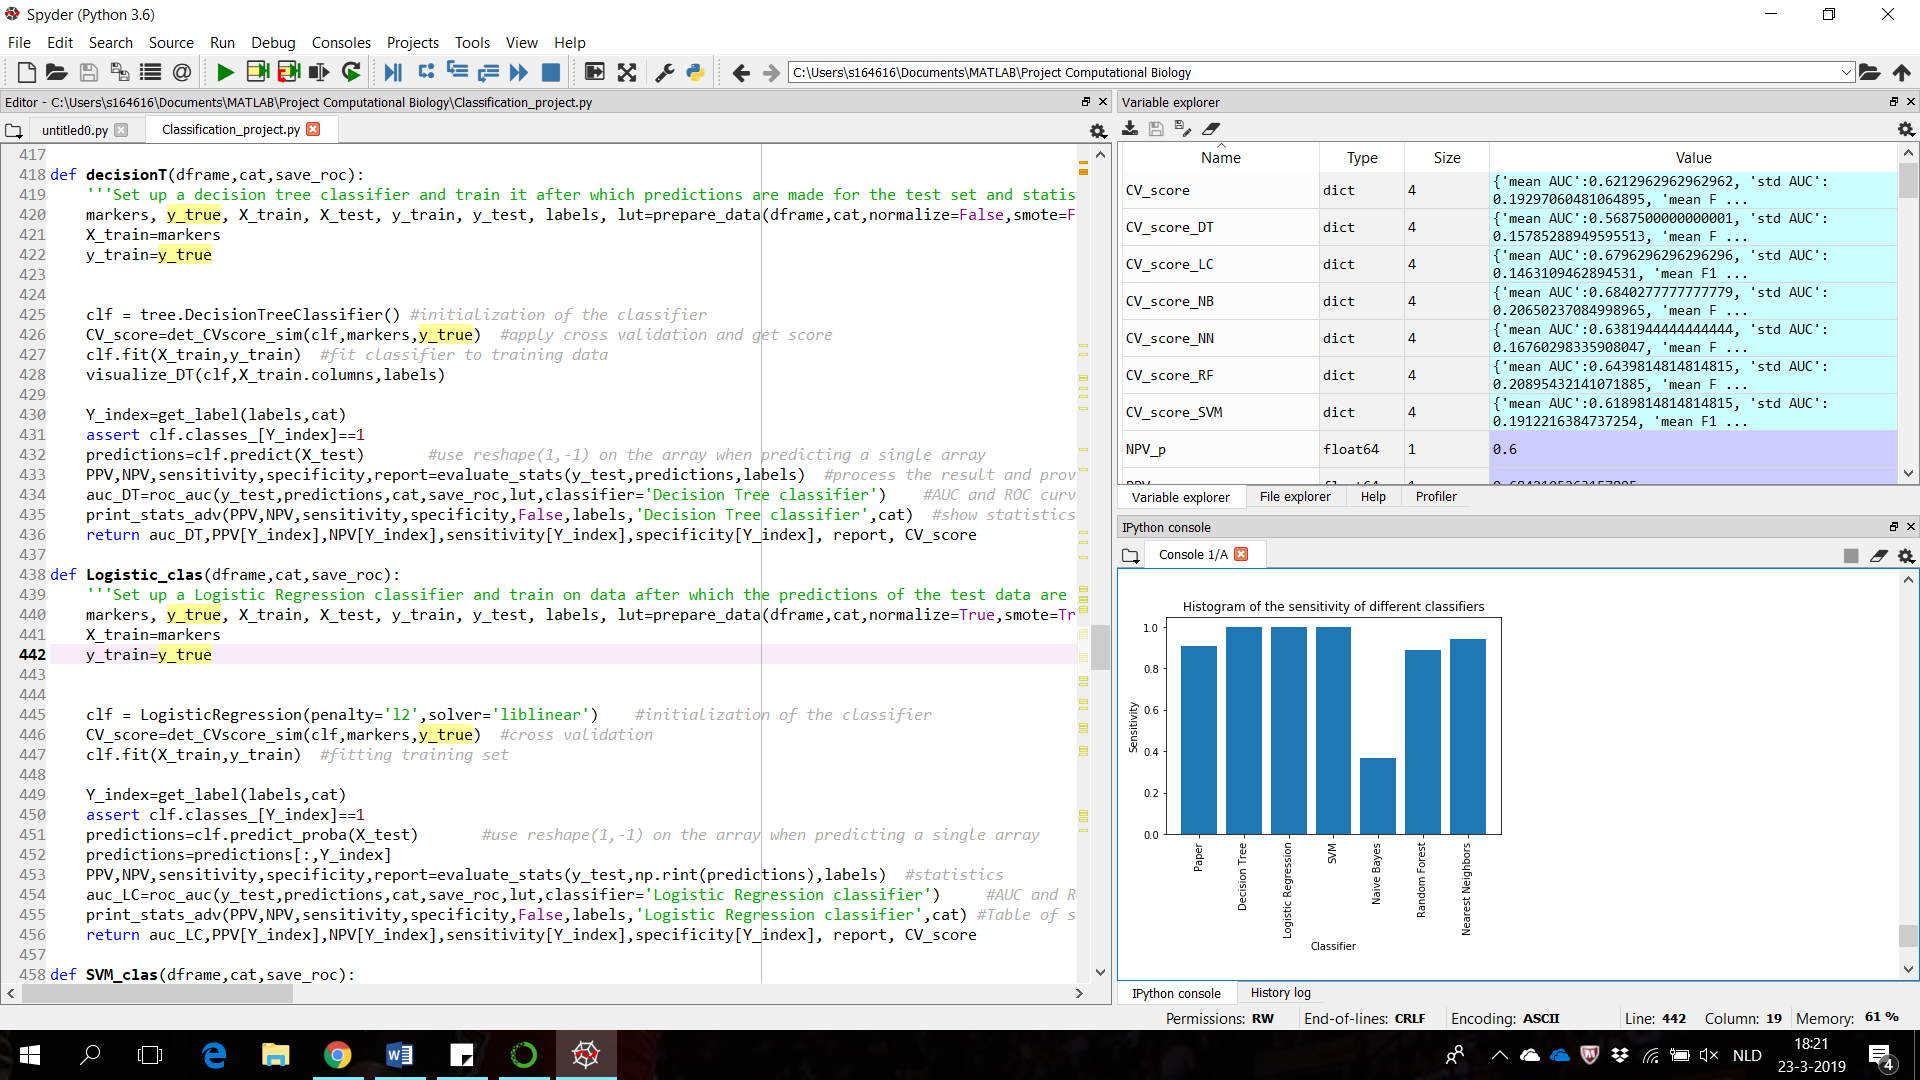 Spyder (Python 3.6)
File Edit Search Source Run Debug Consoles Projects Tools View Help
C:\Users\s164616\Documents\MATLAB\Project Computational Biology
Editor - C:\Users\s164616\Documents\MATLAB\Project Computational Biology\Classification_project.py
untitled0.py Classification_project.py
417
418 def decisionT(dframe,cat,save_roc):
419     '''Set up a decision tree classifier and train it after which predictions are made for the test set and statis
420     markers, y_true, X_train, X_test, y_train, y_test, labels, lut=prepare_data(dframe,cat,normalize=False,smote=F
421     X_train=markers
422     y_train=y_true
423
424
425     clf = tree.DecisionTreeClassifier() #initialization of the classifier
426     CV_score=det_CVscore_sim(clf,markers,y_true)  #apply cross validation and get score
427     clf.fit(X_train,y_train)  #fit classifier to training data
428     visualize_DT(clf,X_train.columns,labels)
429
430     Y_index=get_label(labels,cat)
431     assert clf.classes_[Y_index]==1
432     predictions=clf.predict(X_test)       #use reshape(1,-1) on the array when predicting a single array
433     PPV,NPV,sensitivity,specificity,report=evaluate_stats(y_test,predictions,labels)  #process the result and prov
434     auc_DT=roc_auc(y_test,predictions,cat,save_roc,lut,classifier='Decision Tree classifier')    #AUC and ROC curv
435     print_stats_adv(PPV,NPV,sensitivity,specificity,False,labels,'Decision Tree classifier',cat)  #show statistics
436     return auc_DT,PPV[Y_index],NPV[Y_index],sensitivity[Y_index],specificity[Y_index], report, CV_score
437
438 def Logistic_clas(dframe,cat,save_roc):
439     '''Set up a Logistic Regression classifier and train on data after which the predictions of the test data are
440     markers, y_true, X_train, X_test, y_train, y_test, labels, lut=prepare_data(dframe,cat,normalize=True,smote=Tr
441     X_train=markers
442     y_train=y_true
443
444
445     clf = LogisticRegression(penalty='l2',solver='liblinear')    #initialization of the classifier
446     CV_score=det_CVscore_sim(clf,markers,y_true)  #cross validation
447     clf.fit(X_train,y_train)  #fitting training set
448
449     Y_index=get_label(labels,cat)
450     assert clf.classes_[Y_index]==1
451     predictions=clf.predict_proba(X_test)       #use reshape(1,-1) on the array when predicting a single array
452     predictions=predictions[:,Y_index]
453     PPV,NPV,sensitivity,specificity,report=evaluate_stats(y_test,np.rint(predictions),labels)  #statistics
454     auc_LC=roc_auc(y_test,predictions,cat,save_roc,lut,classifier='Logistic Regression classifier')     #AUC and R
455     print_stats_adv(PPV,NPV,sensitivity,specificity,False,labels,'Logistic Regression classifier',cat) #Table of s
456     return auc_LC,PPV[Y_index],NPV[Y_index],sensitivity[Y_index],specificity[Y_index], report, CV_score
457
458 def SVM_clas(dframe,cat,save_roc):
Variable explorer
Name Type Size Value
CV_score dict 4 {'mean AUC':0.6212962962962962, 'std AUC':
0.19297060481064895, 'mean F ...
CV_score_DT dict 4 {'mean AUC':0.5687500000000001, 'std AUC':
0.15785288949595513, 'mean F ...
CV_score_LC dict 4 {'mean AUC':0.6796296296296296, 'std AUC':
0.1463109462894531, 'mean F1 ...
CV_score_NB dict 4 {'mean AUC':0.6840277777777779, 'std AUC':
0.20650237084998965, 'mean F ...
CV_score_NN dict 4 {'mean AUC':0.6381944444444444, 'std AUC':
0.16760298335908047, 'mean F ...
CV_score_RF dict 4 {'mean AUC':0.6439814814814815, 'std AUC':
0.20895432141071885, 'mean F ...
CV_score_SVM dict 4 {'mean AUC':0.6189814814814815, 'std AUC':
0.1912216384737254, 'mean F1 ...
NPV_p float64 1 0.6
Variable explorer File explorer Help Profiler
IPython console
Console 1/A
Histogram of the sensitivity of different classifiers
1.0
0.8
0.6
0.4
0.2
0.0
Sensitivity
Paper
Decision Tree
Logistic Regression
SVM
Naive Bayes
Random Forest
Nearest Neighbors
Classifier
IPython console History log
Permissions: RW End-of-lines: CRLF Encoding: ASCII Line: 442 Column: 19 Memory: 61 %
NLD
18:21
23-3-2019
4